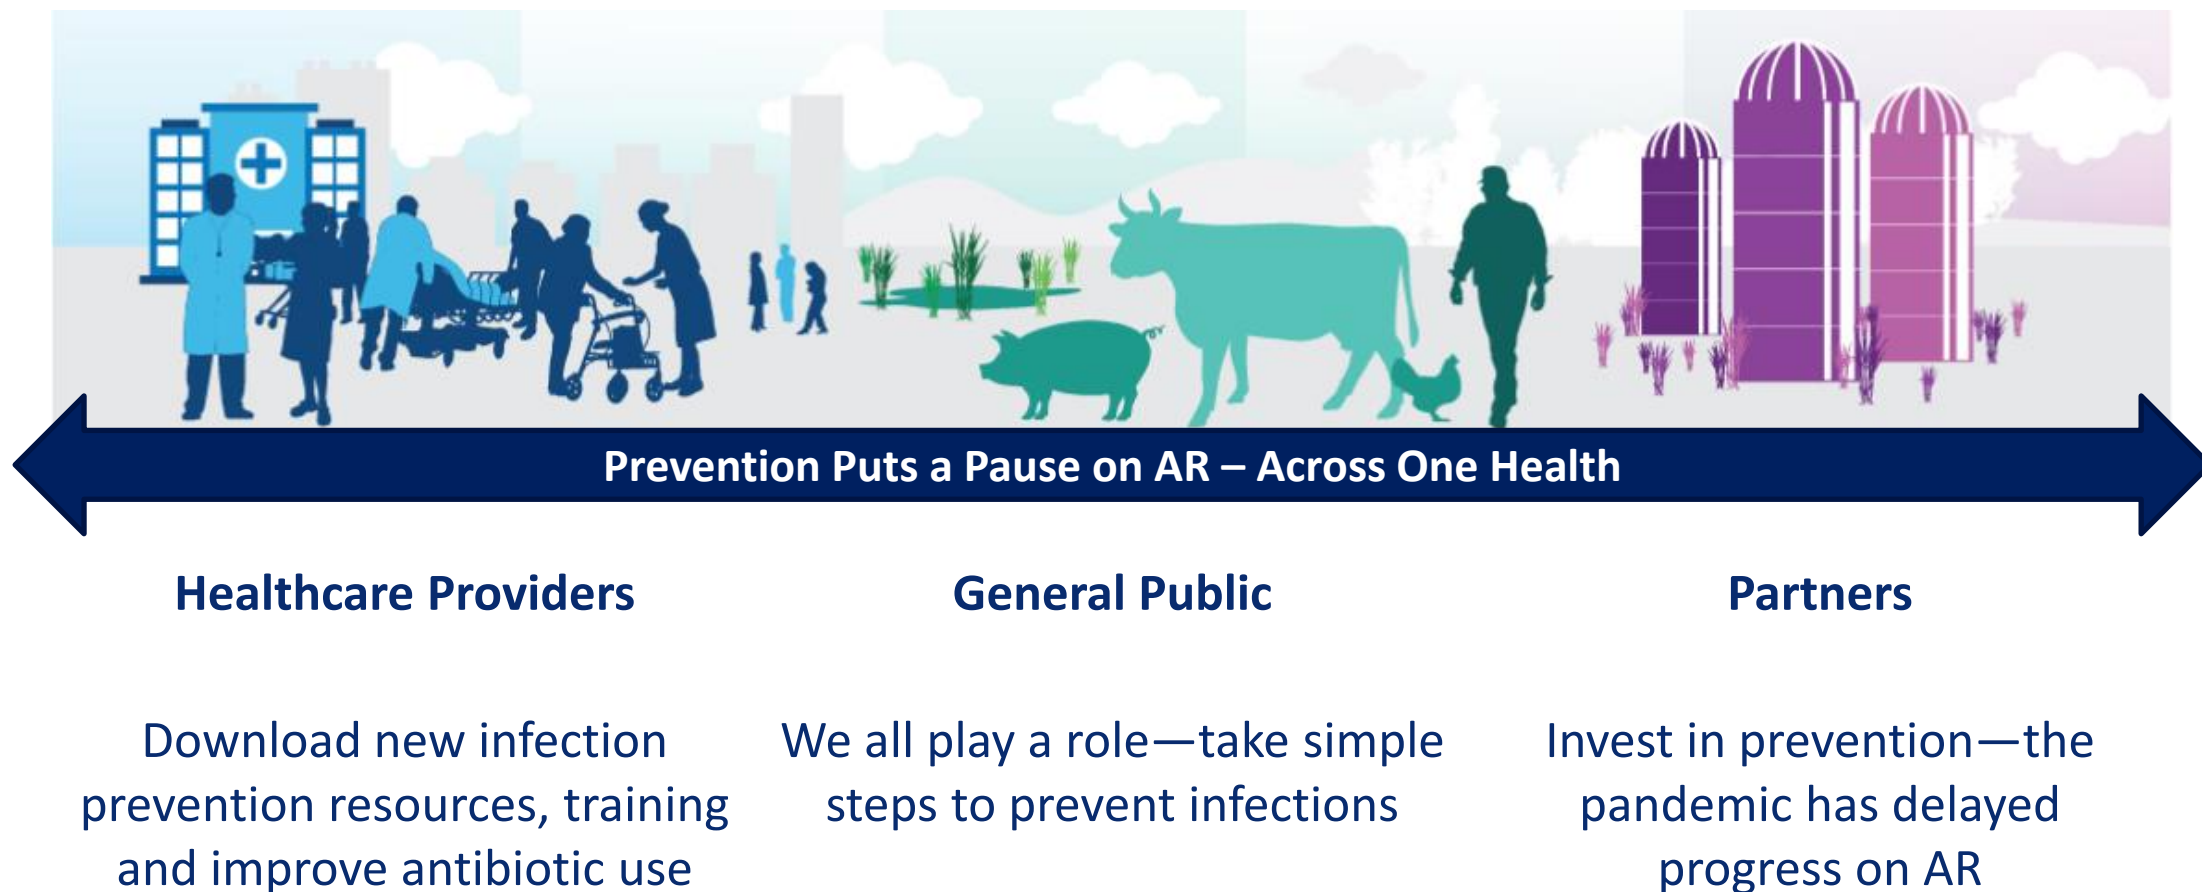 Prevention Puts a Pause on AR – Across One Health
Healthcare Providers
Download new infection
prevention resources, training
and improve antibiotic use
General Public
We all play a role—take simple
steps to prevent infections
Partners
Invest in prevention—the
pandemic has delayed
progress on AR